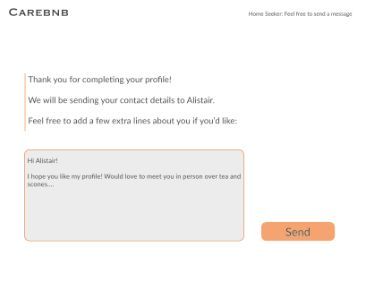 CAREBNB
Home Seeker: Feel free to send a message
Thank you for completing your profile!
We will be sending your contact details to Alistair.
Feel free to add a few extra lines about you if you'd like:
Hi Alistair!
I hope you like my profile! Would love to meet you in person over tea and
scones....
Send